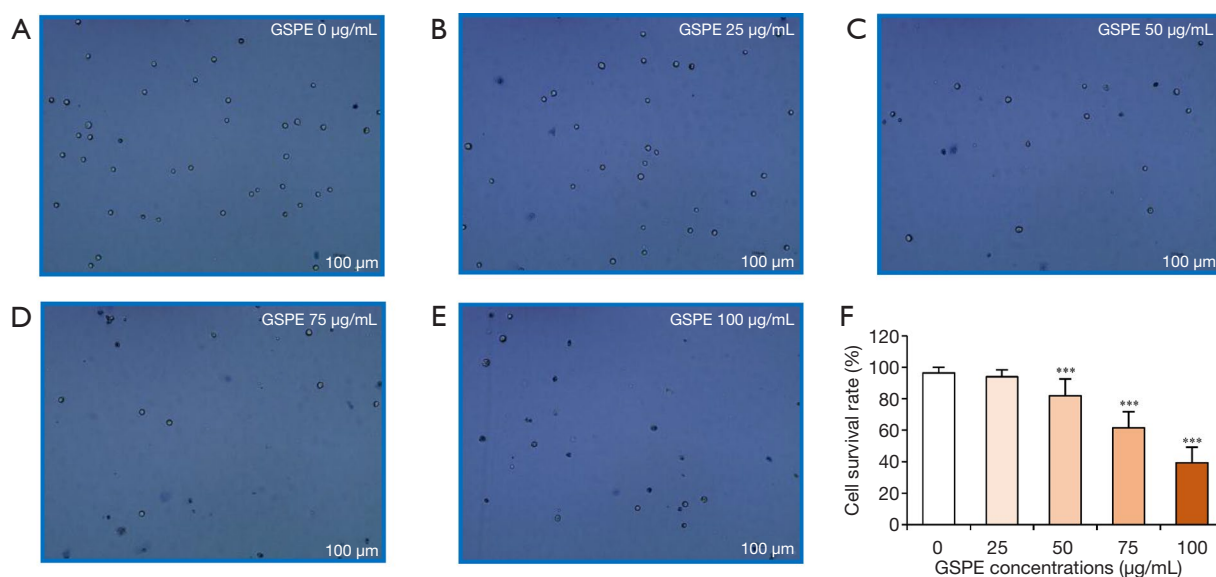 A
GSPE 0 µg/mL
100 µm
B
GSPE 25 µg/mL
100 µm
C
GSPE 50 µg/mL
100 µm
D
GSPE 75 µg/mL
100 µm
E
GSPE 100 µg/mL
100 µm
F
Cell survival rate (%)
120
100
80
60
40
20
0
***
***
***
0 25 50 75 100
GSPE concentrations (µg/mL)